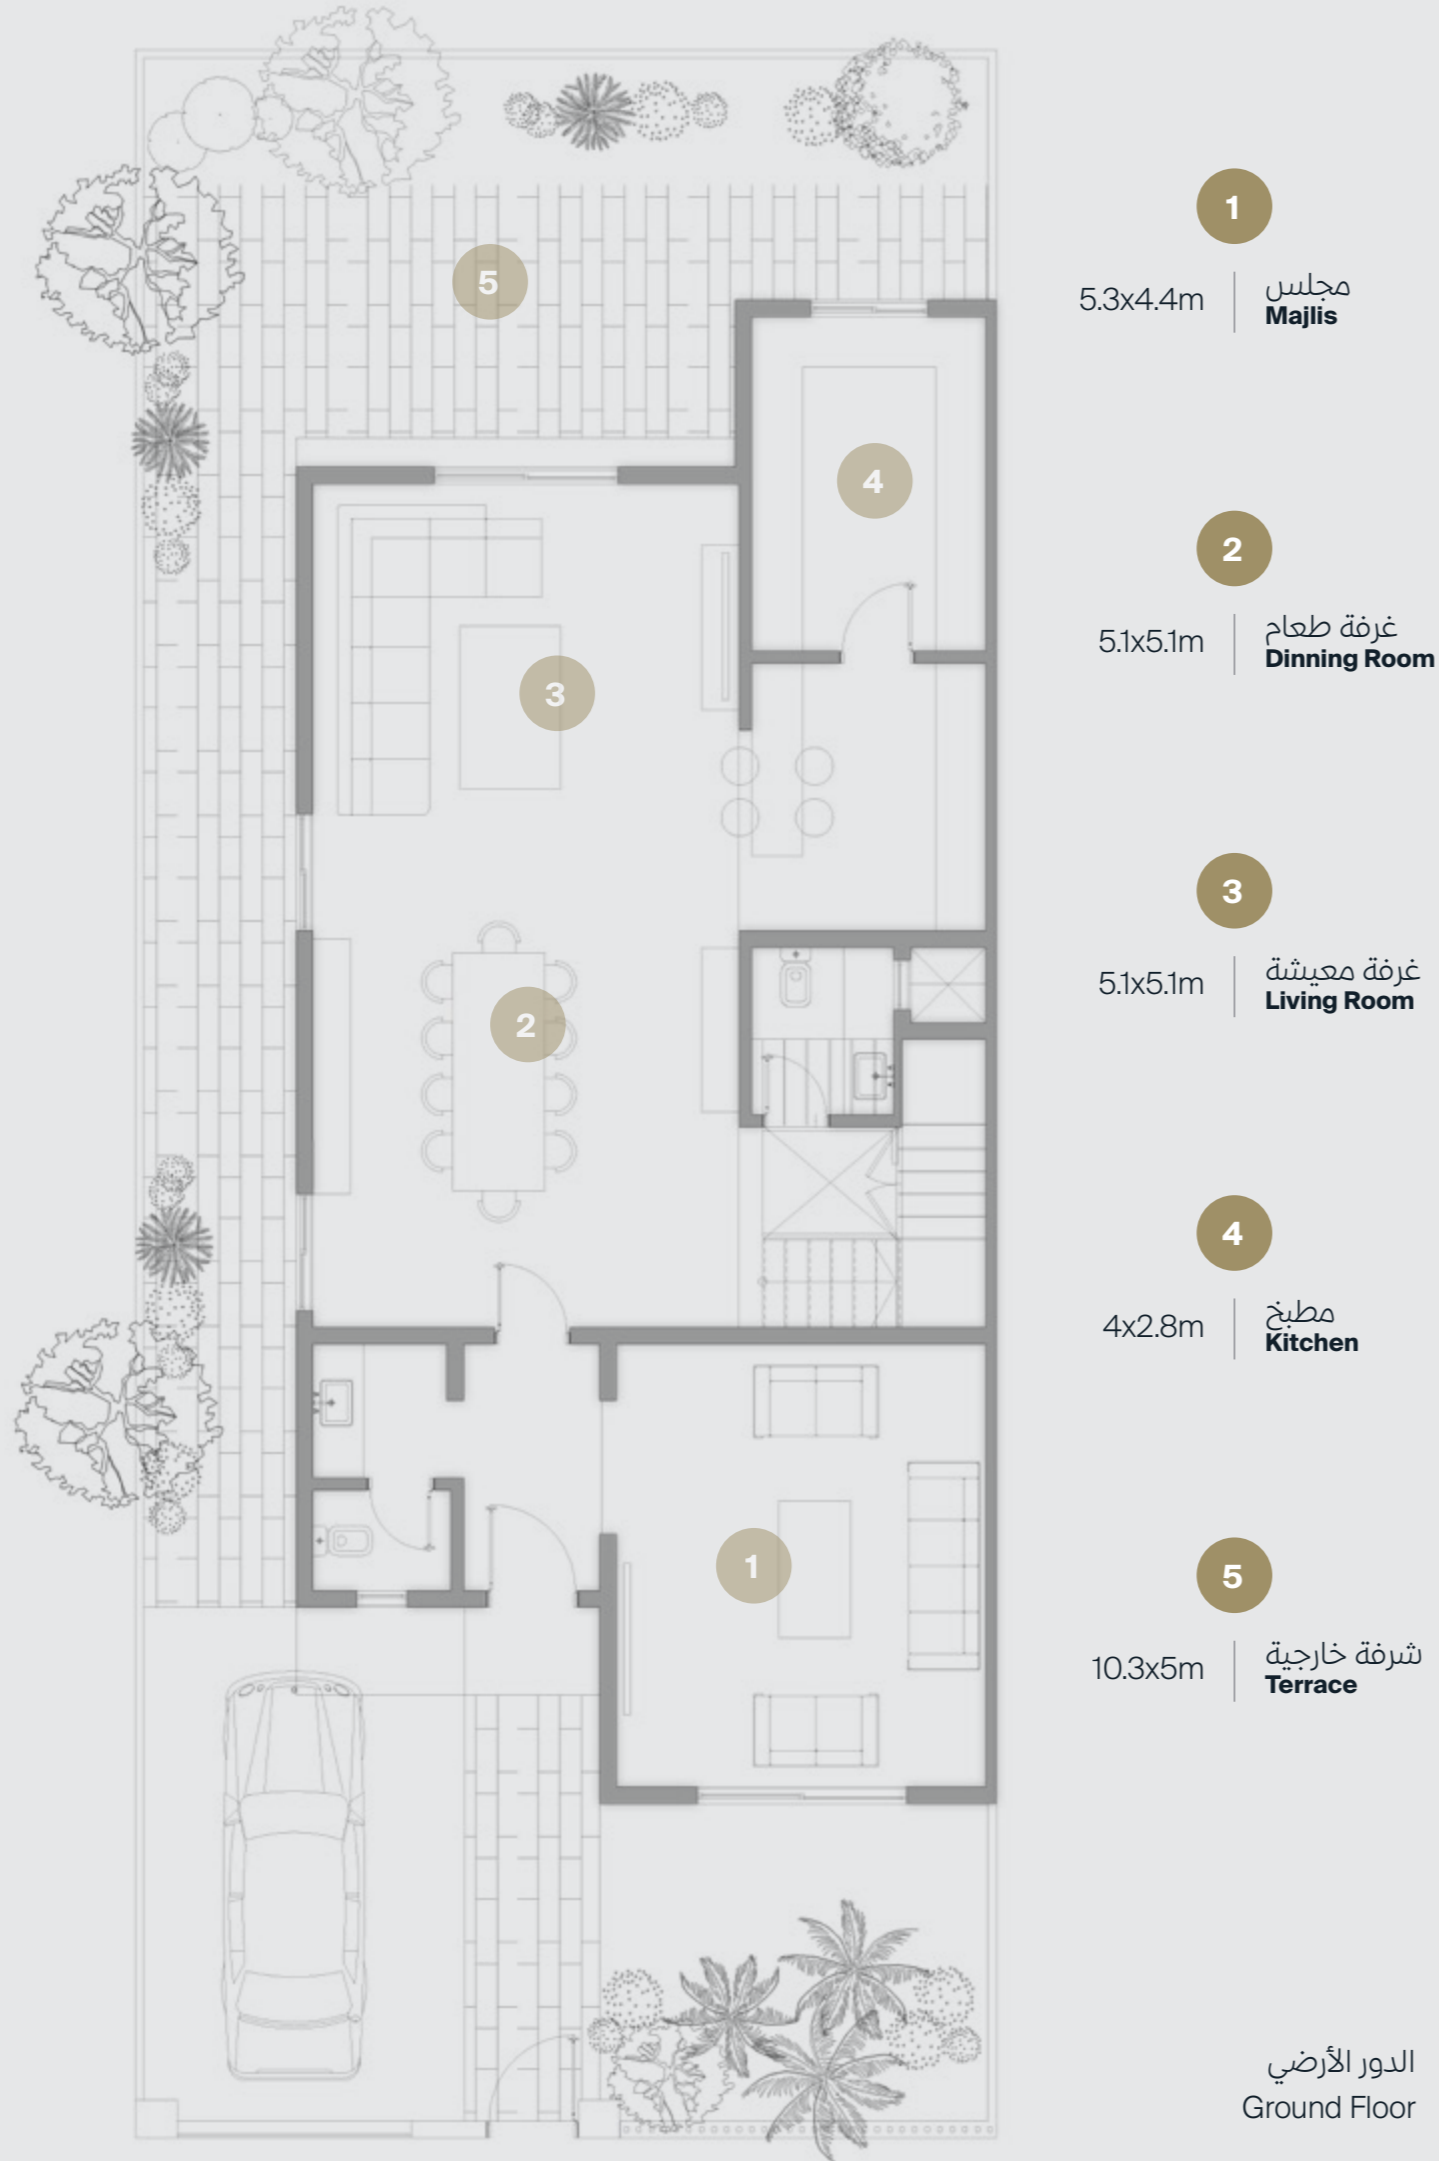 1
مجلس
Majlis
5.3x4.4m
2
غرفة طعام
Dinning Room
5.1x5.1m
3
غرفة معيشة
Living Room
5.1x5.1m
4
مطبخ
Kitchen
4x2.8m
5
شرفة خارجية
Terrace
10.3x5m
5
4
3
2
1
الدور الأرضي
Ground Floor